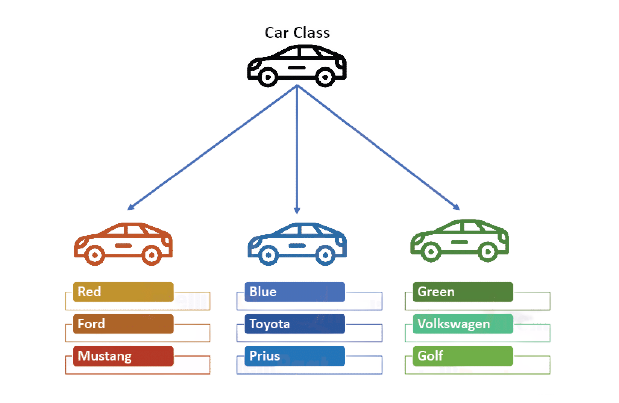 Car Class
Red
Ford
Mustang
Blue
Toyota
Prius
Green
Volkswagen
Golf